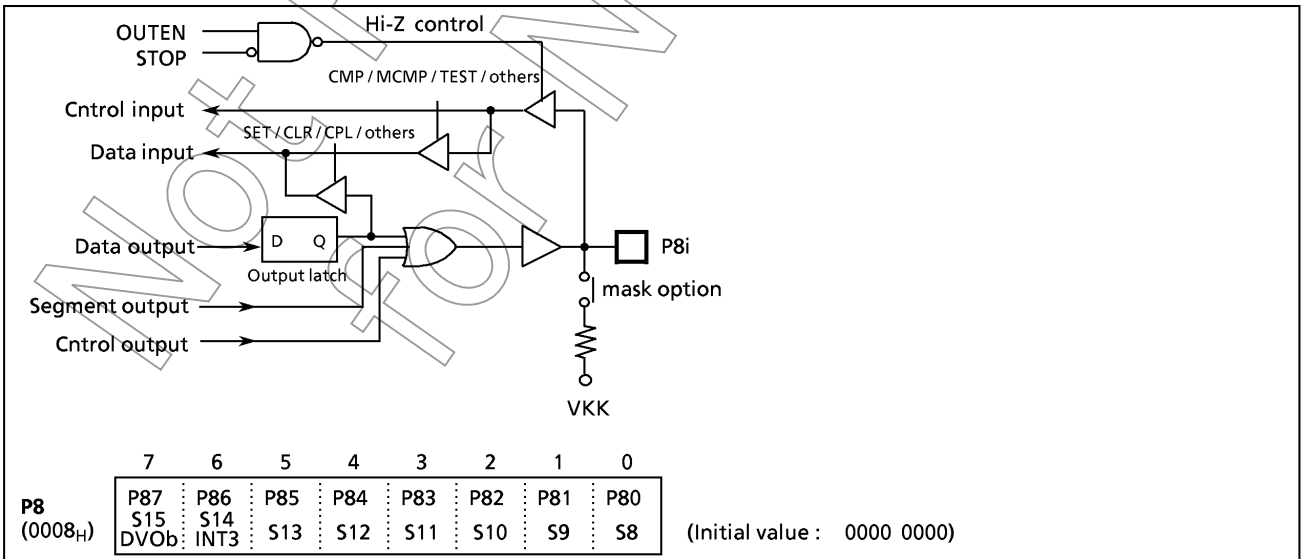 OUTEN
STOP
Hi-Z control
CMP / MCMP / TEST / others
Cntrol input
SET / CLR / CPL / others
Data input
Data output
D Q
Output latch
P8i
mask option
Segment output
Cntrol output
VKK
7 6 5 4 3 2 1 0
P8
(0008H)
P87 P86 P85 P84 P83 P82 P81 P80
S15 S14 S13 S12 S11 S10 S9 S8
DVOb INT3
(Initial value : 0000 0000)
Not for N